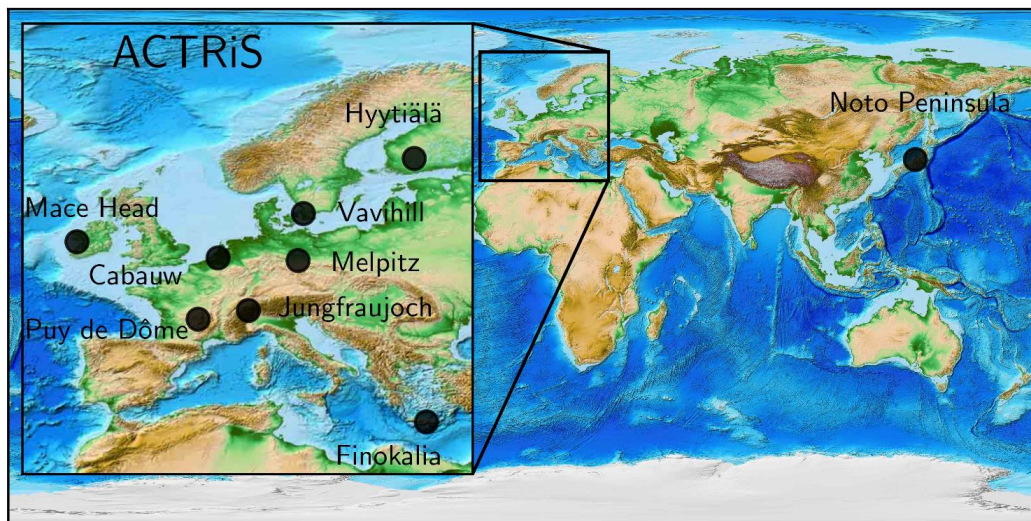 ACTRiS
Hyytiälä
Noto Peninsula
Mace Head
Vavihill
Cabauw
Melpitz
Jungfraujoch
Puy de Dôme
Finokalia